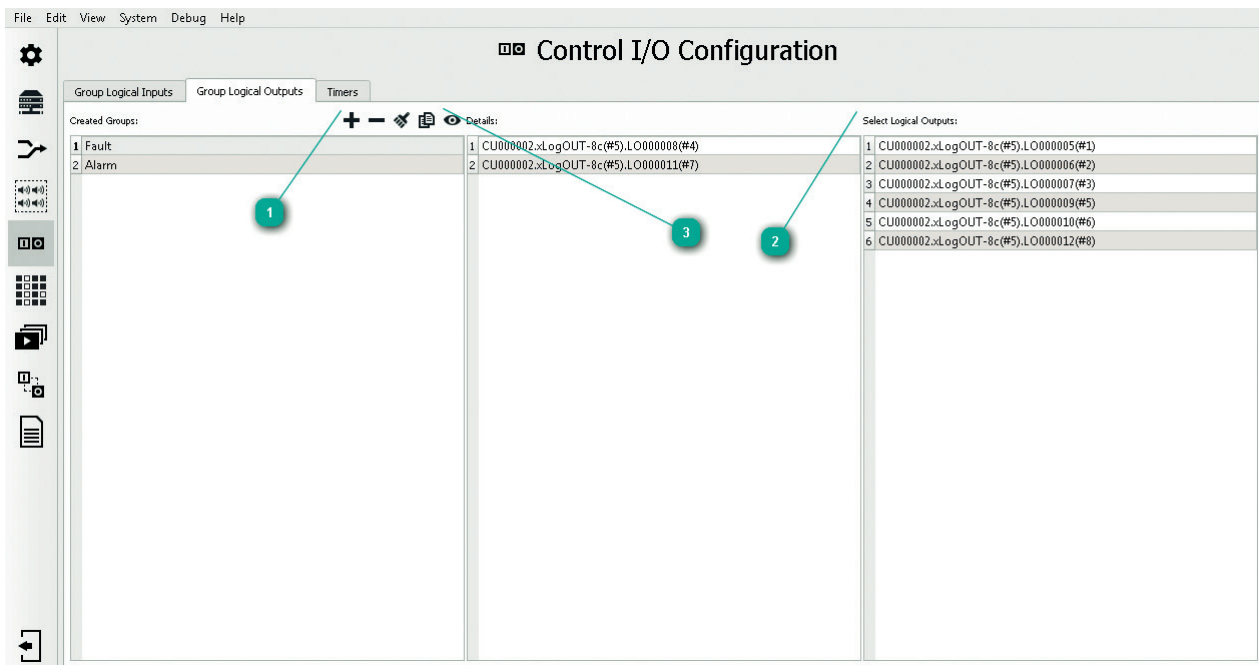 File Edit View System Debug Help
Control I/O Configuration
Group Logical Inputs Group Logical Outputs Timers
Created Groups:
1 Fault
2 Alarm
Details:
1 CU000002.xLogOUT-8c(#5).LO000008(#4)
2 CU000002.xLogOUT-8c(#5).LO000011(#7)
Select Logical Outputs:
1 CU000002.xLogOUT-8c(#5).LO000005(#1)
2 CU000002.xLogOUT-8c(#5).LO000006(#2)
3 CU000002.xLogOUT-8c(#5).LO000007(#3)
4 CU000002.xLogOUT-8c(#5).LO000009(#5)
5 CU000002.xLogOUT-8c(#5).LO000010(#6)
6 CU000002.xLogOUT-8c(#5).LO000012(#8)
1
3
2